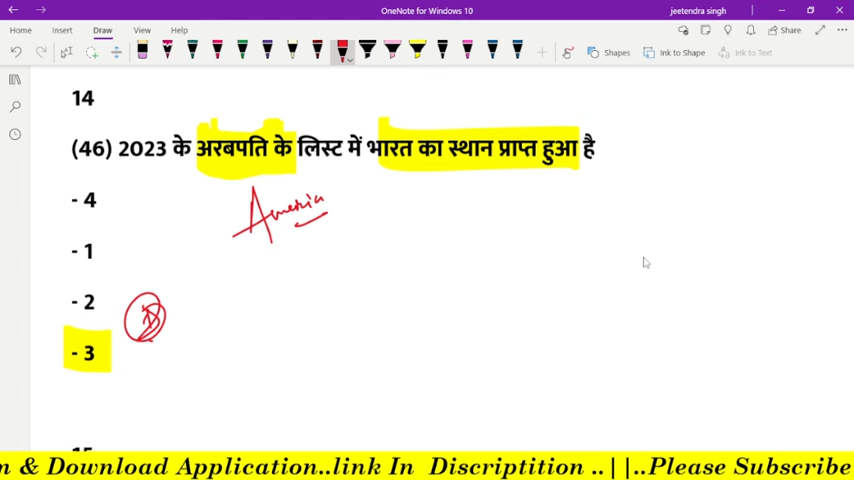 OneNote for Windows 10
jeetendra singh
Home Insert Draw View Help
Share
Shapes Ink to Shape Ink to Text
14
(46) 2023 के अरबपति के लिस्ट में भारत का स्थान प्राप्त हुआ है
- 4
America
- 1
- 2
- 3
n & Download Application..link In Discriptition ..||..Please Subscribe